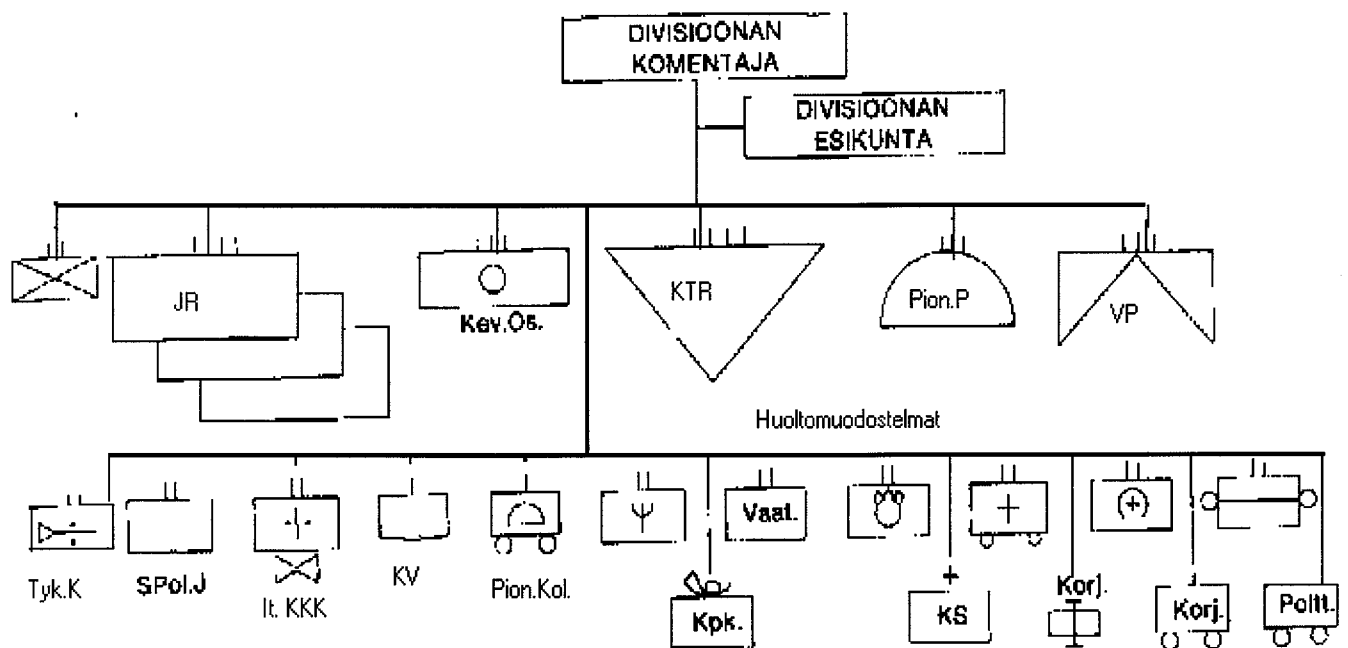 DIVISIOONAN
KOMENTAJA
DIVISIOONAN
ESIKUNTA
JR
Kev.Os.
KTR
Pion.P
VP
Huoltomuodostelmat
Tyk.K
SPol.J
It. KKK
KV
Pion.Kol.
Vaat.
Kpk.
KS
Korj.
Korj.
Poltt.